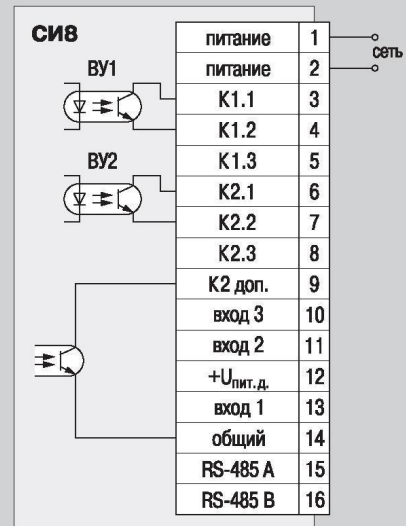 СИ8
ВУ1
ВУ2
питание 1
питание 2
К1.1 3
К1.2 4
К1.3 5
К2.1 6
К2.2 7
К2.3 8
К2 доп. 9
вход 3 10
вход 2 11
+Uпит.д. 12
вход 1 13
общий 14
RS-485 A 15
RS-485 B 16
сеть